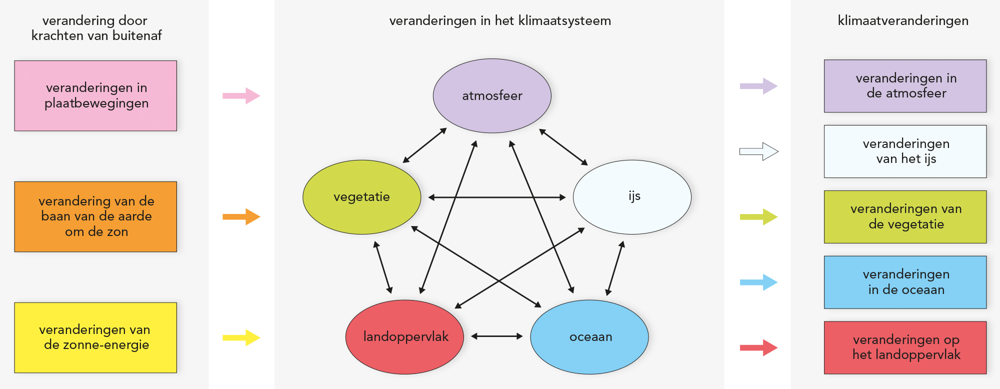 verandering door
krachten van buitenaf
veranderingen in
plaatbewegingen
verandering van de
baan van de aarde
om de zon
veranderingen van
de zonne-energie
veranderingen in het klimaatsysteem
atmosfeer
vegetatie
ijs
landoppervlak
oceaan
klimaatveranderingen
veranderingen in
de atmosfeer
veranderingen
van het ijs
veranderingen van
de vegetatie
veranderingen
in de oceaan
veranderingen op
het landoppervlak